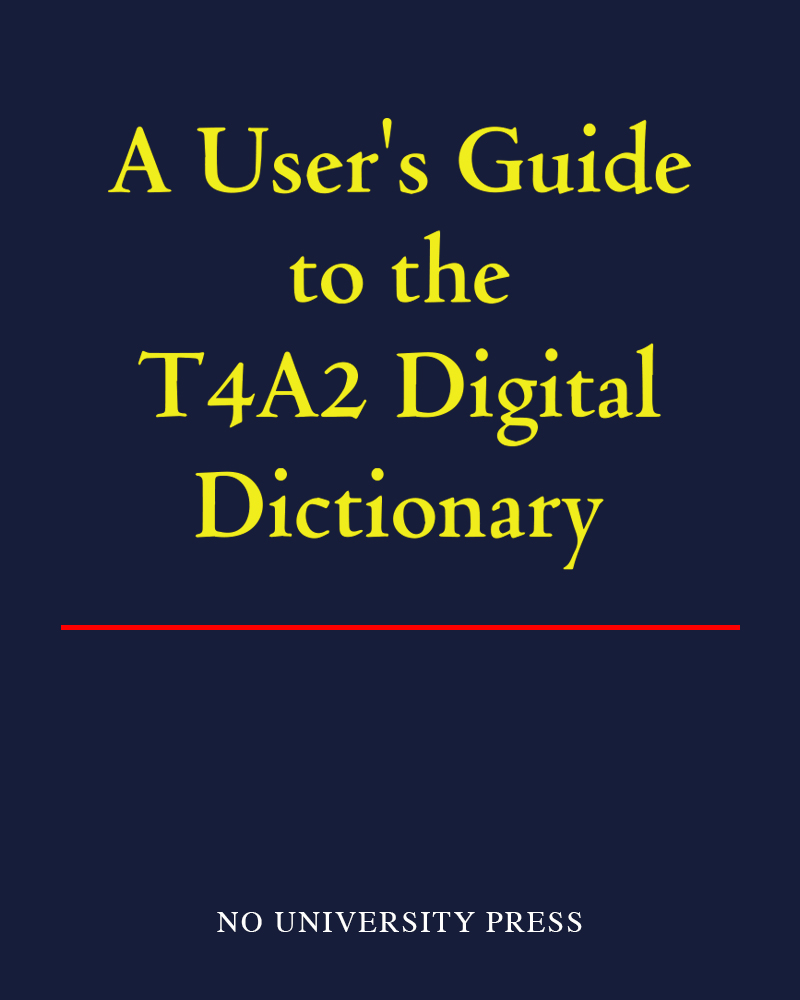 A User's Guide
to the
T4A2 Digital
Dictionary
NO UNIVERSITY PRESS